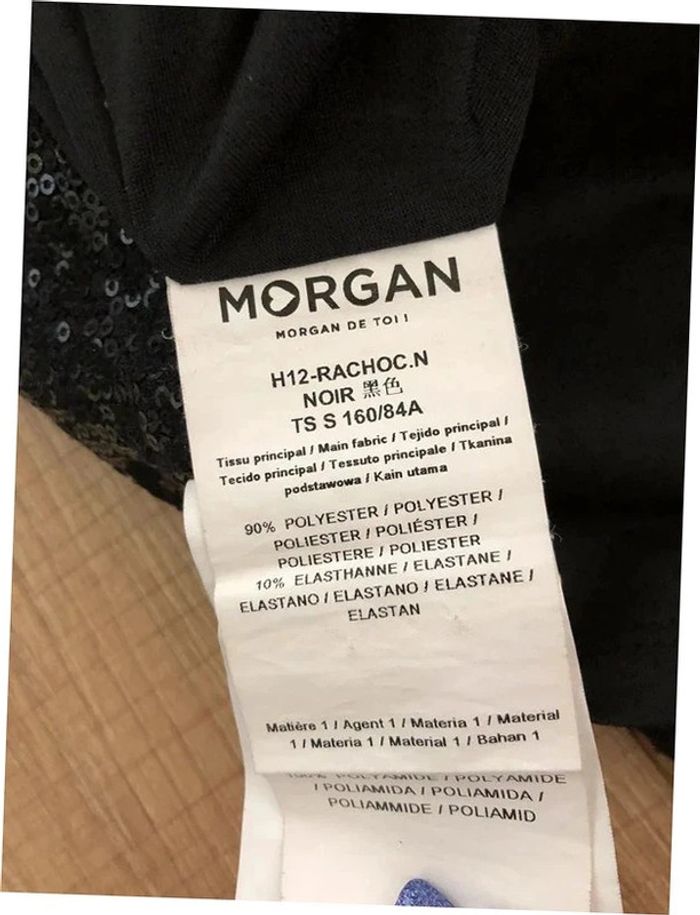 MORGAN
MORGAN DE TOI !
H12-RACHOC.N
NOIR 黑色
TS S 160/84A
Tissu principal / Main fabric / Tejido principal /
Tecido principal / Tessuto principale / Tkanina
podstawowa / Kain utama
90% POLYESTER / POLYESTER /
POLIESTER / POLIÉSTER /
POLIESTERE / POLIESTER
10% ELASTHANNE / ELASTANE /
ELASTANO / ELASTANO / ELASTANE /
ELASTAN
Matière 1 / Agent 1 / Materia 1 / Material
1 / Materia 1 / Material 1 / Bahan 1
100% POLYAMIDE / POLYAMIDE
/ POLIAMIDA / POLIAMIDA /
POLIAMMIDE / POLIAMID